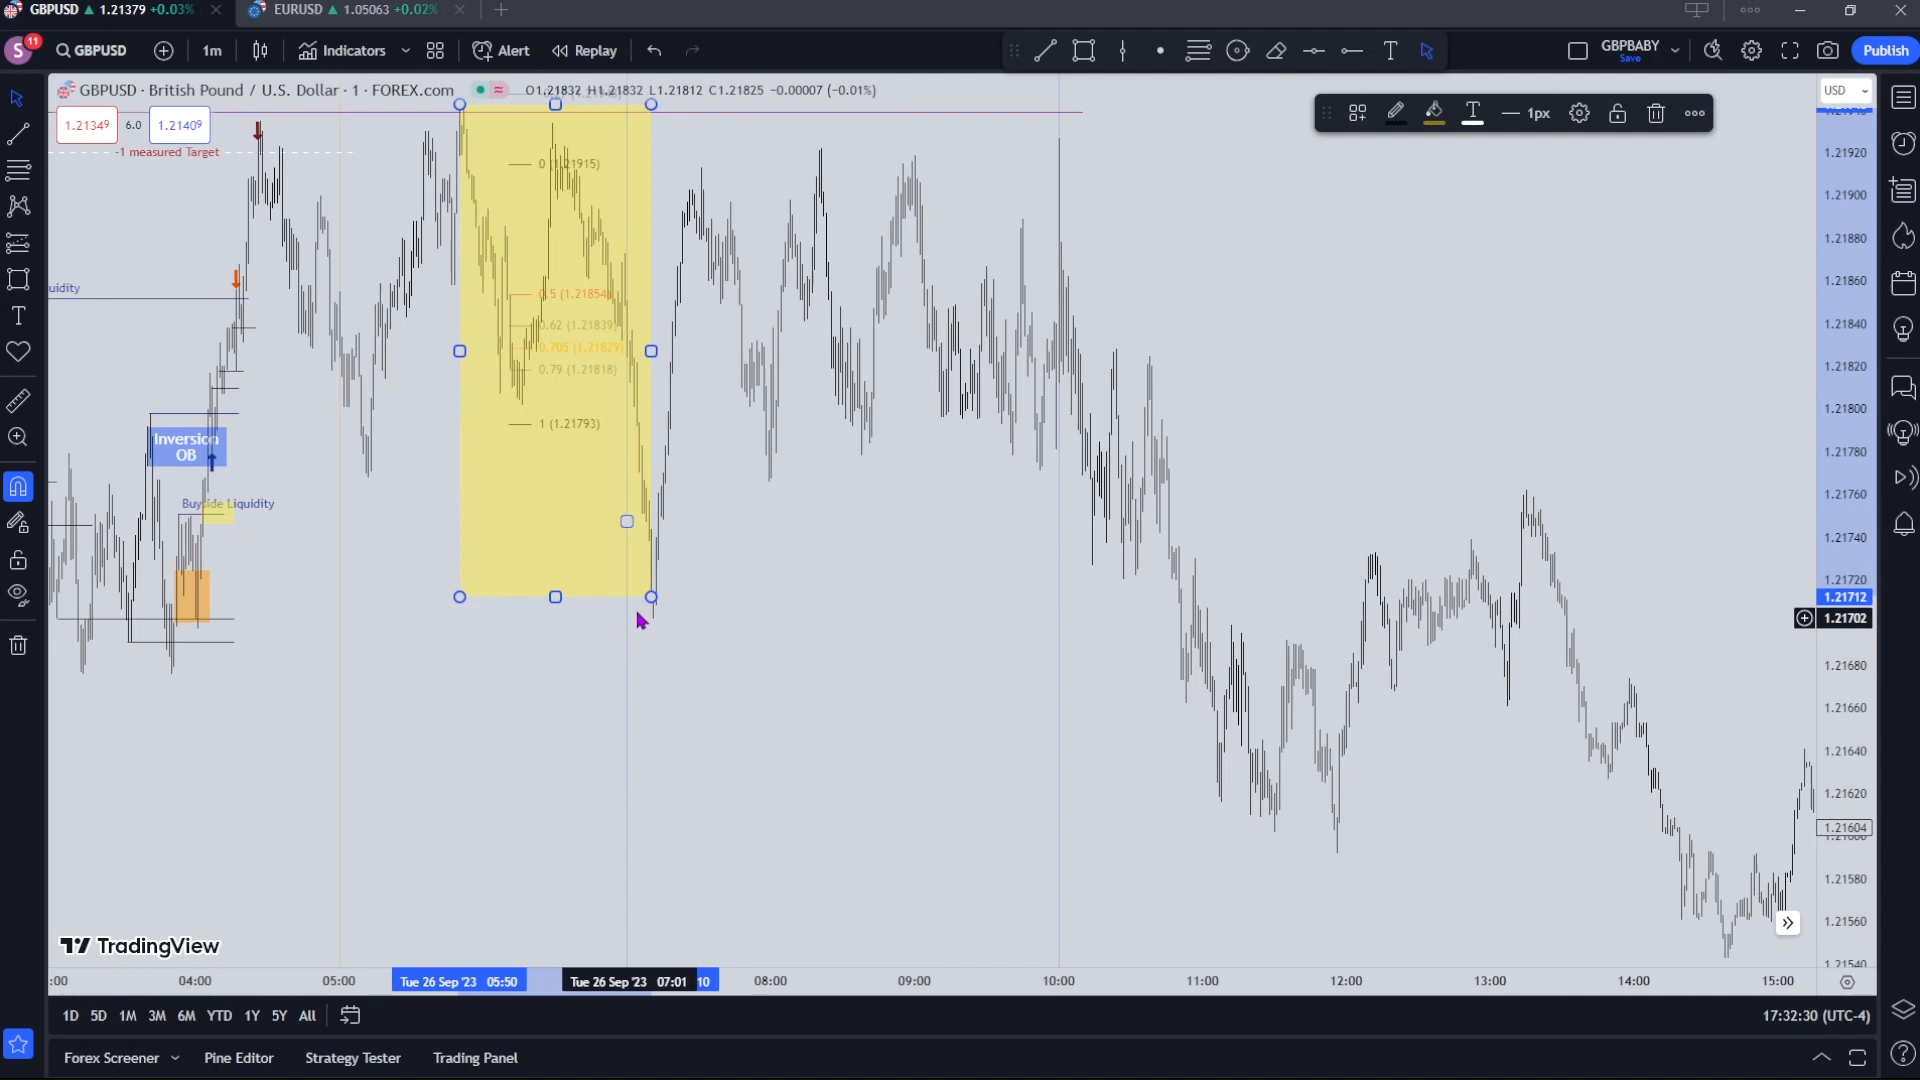 GBPUSD 1.21379 +0.03%
EURUSD 1.05063 +0.02%
S 11
GBPUSD
1m
Indicators
Alert
Replay
GBPBABY
Save
Publish
GBPUSD · British Pound / U.S. Dollar · 1 · FOREX.com
O1.21832 H1.21832 L1.21812 C1.21825 −0.00007 (−0.01%)
1.21349
6.0
1.21409
1px
USD
-1 measured Target
0 (1.21915)
0.5 (1.21854)
0.62 (1.21839)
0.705 (1.21829)
0.79 (1.21818)
1 (1.21793)
uidity
Inversion
OB
Buyside Liquidity
1.21920
1.21900
1.21880
1.21860
1.21840
1.21820
1.21800
1.21780
1.21760
1.21740
1.21720
1.21712
1.21702
1.21680
1.21660
1.21640
1.21620
1.21604
1.21580
1.21560
1.21540
TradingView
:00
04:00
05:00
Tue 26 Sep '23 05:50
Tue 26 Sep '23 07:01
10
08:00
09:00
10:00
11:00
12:00
13:00
14:00
15:00
1D 5D 1M 3M 6M YTD 1Y 5Y All
17:32:30 (UTC-4)
Forex Screener
Pine Editor
Strategy Tester
Trading Panel